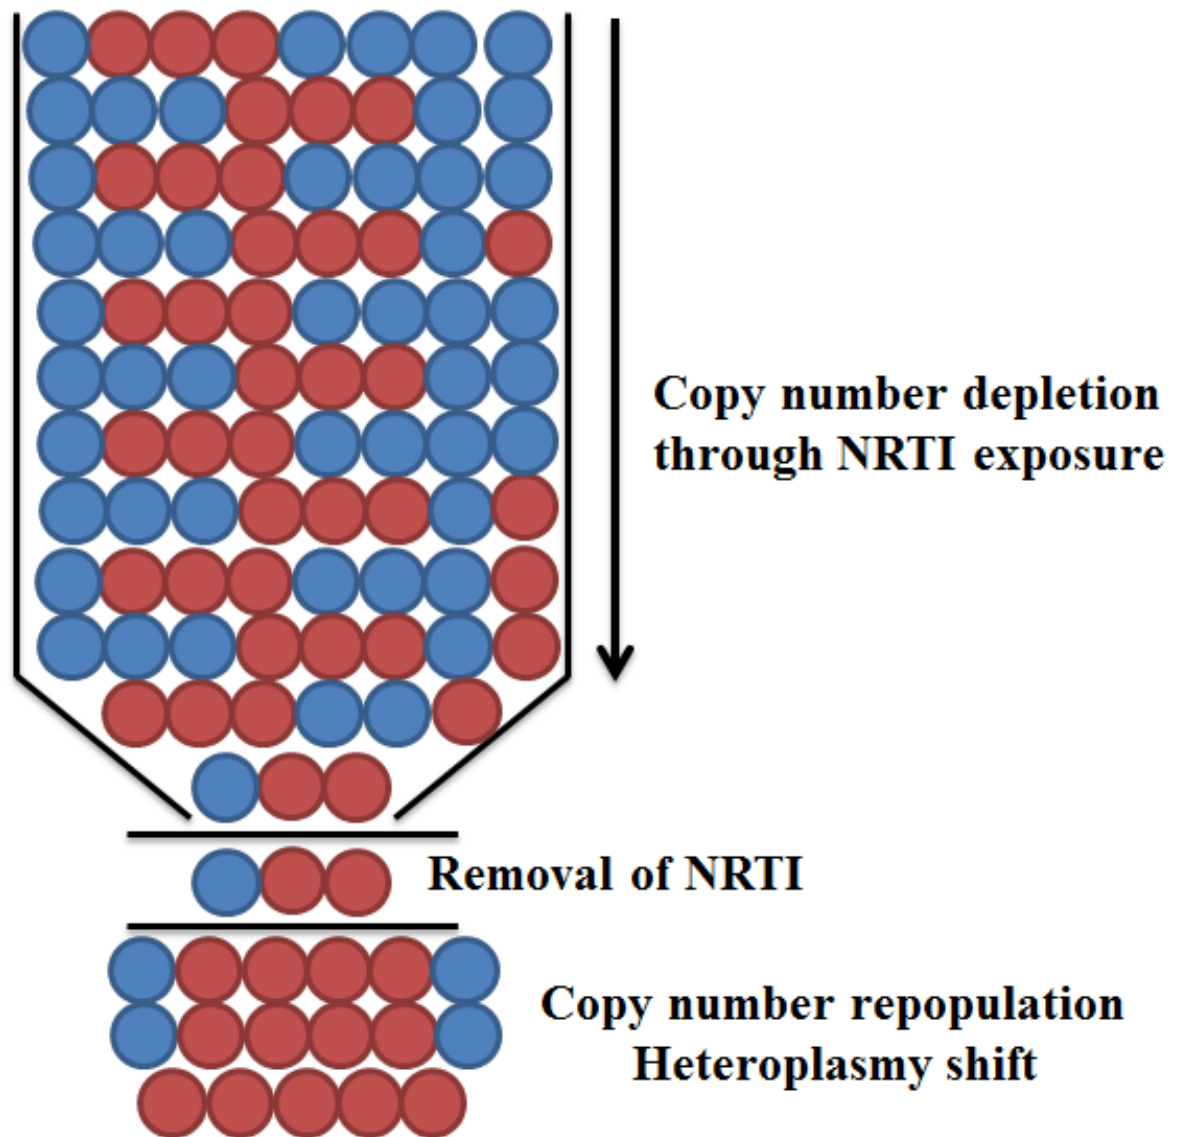 Copy number depletion
through NRTI exposure
Removal of NRTI
Copy number repopulation
Heteroplasmy shift